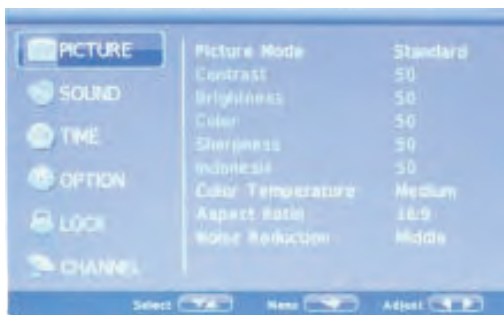 PICTURE
SOUND
TIME
OPTION
LOCK
CHANNEL
Picture Mode Standard
Contrast 50
Brightness 50
Color 50
Sharpness 50
50
Color Temperature Medium
Aspect Ratio 16:9
Noise Reduction Middle
Select Menu Adjust